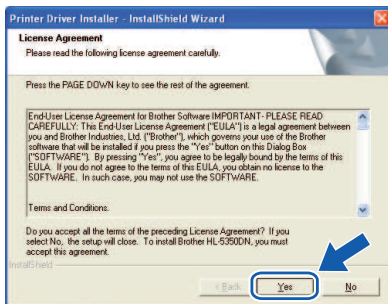 Printer Driver Installer - InstallShield Wizard
License Agreement
Please read the following license agreement carefully.
Press the PAGE DOWN key to see the rest of the agreement.
End-User License Agreement for Brother Software IMPORTANT- PLEASE READ
CAREFULLY: This End-User License Agreement ("EULA") is a legal agreement between
you and Brother Industries, Ltd. ("Brother"), which governs your use of the Brother
software that will be installed if you press the "Yes" button on this Dialog Box
("SOFTWARE"). By pressing "Yes", you agree to be legally bound by the terms of this
EULA. If you do not agree to the terms of this EULA, you obtain no license to the
SOFTWARE. In such case, you may not use the SOFTWARE.
Terms and Conditions.
Do you accept all the terms of the preceding License Agreement? If you
select No, the setup will close. To install Brother HL-5350DN, you must
accept this agreement.
InstallShield
< Back Yes No